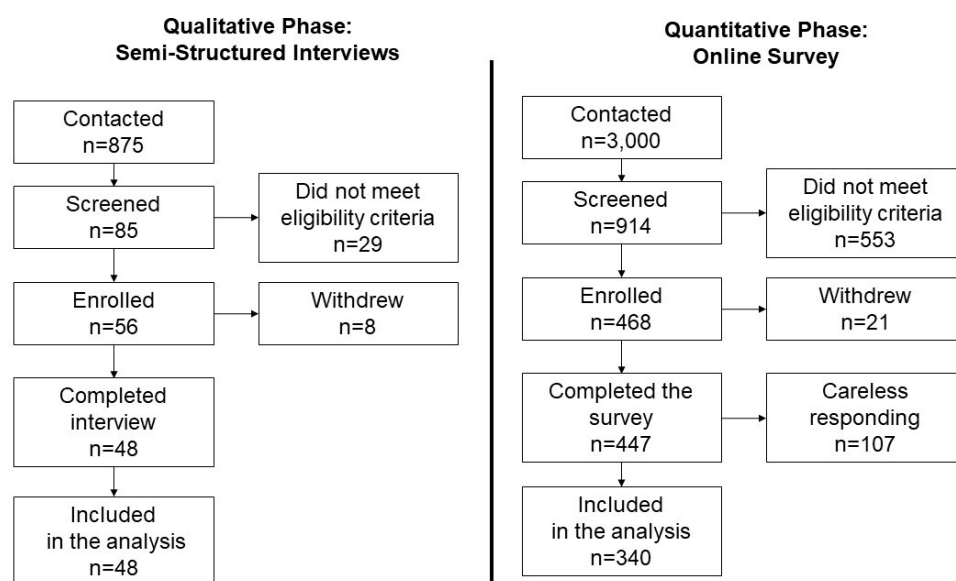 Qualitative Phase:
Semi-Structured Interviews
Contacted
n=875
Screened
n=85
Did not meet
eligibility criteria
n=29
Enrolled
n=56
Withdrew
n=8
Completed
interview
n=48
Included
in the analysis
n=48
Quantitative Phase:
Online Survey
Contacted
n=3,000
Screened
n=914
Did not meet
eligibility criteria
n=553
Enrolled
n=468
Withdrew
n=21
Completed the
survey
n=447
Careless
responding
n=107
Included
in the analysis
n=340